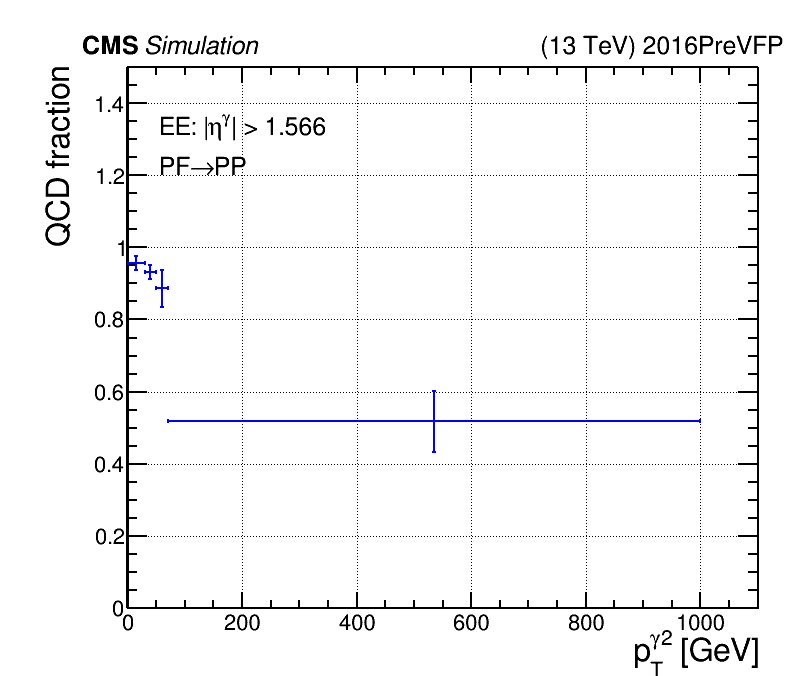 CMS Simulation (13 TeV) 2016PreVFP
QCD fraction
EE: |η^γ| > 1.566
PF→PP
1.4
1.2
1
0.8
0.6
0.4
0.2
0
0 200 400 600 800 1000
p_T^γ2 [GeV]